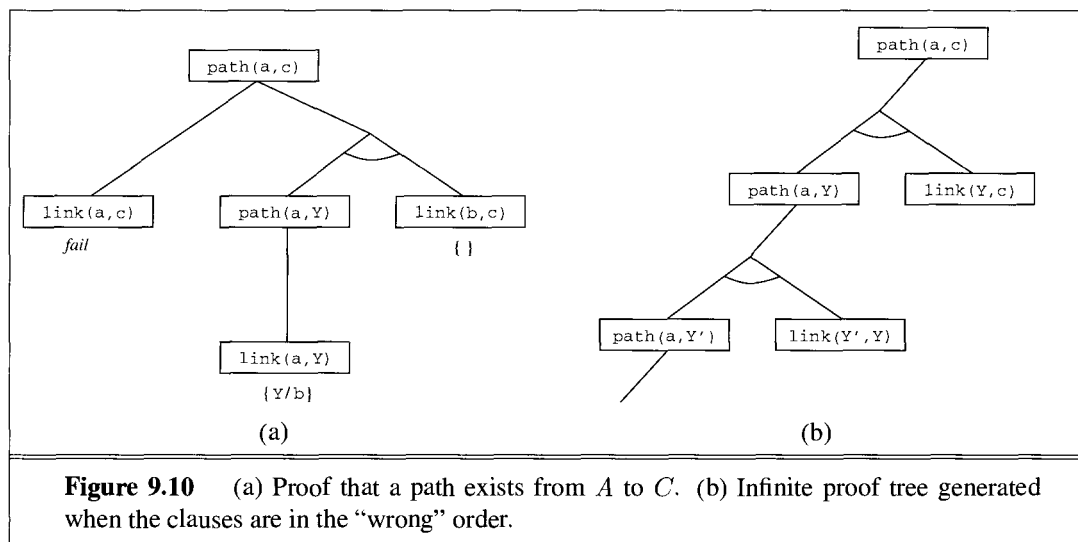 path(a,c)
link(a,c)
fail
path(a,Y)
link(b,c)
{ }
link(a,Y)
{Y/b}
(a)
path(a,c)
path(a,Y)
link(Y,c)
path(a,Y')
link(Y',Y)
(b)
Figure 9.10 (a) Proof that a path exists from A to C. (b) Infinite proof tree generated
when the clauses are in the “wrong” order.